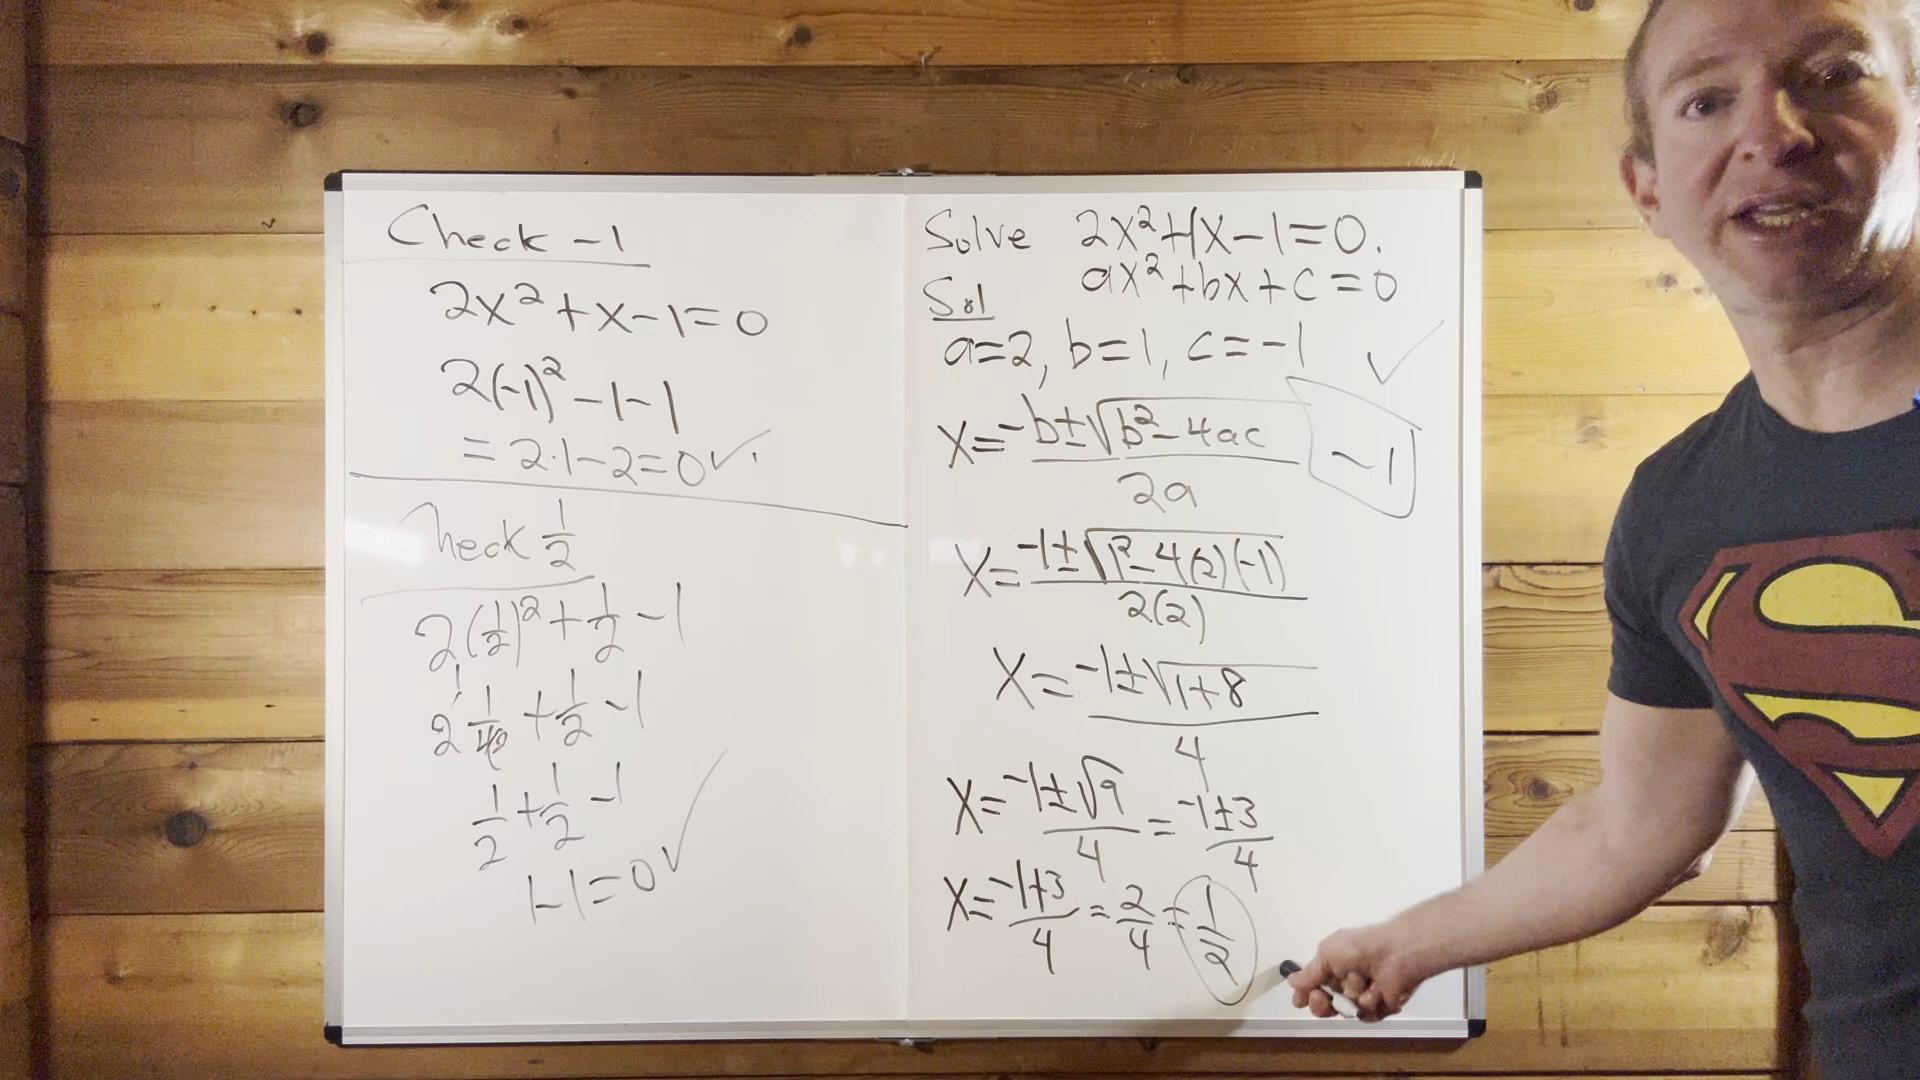 Check -1
2x² + x - 1 = 0
2(-1)² - 1 - 1
= 2·1 - 2 = 0 ✓.
Check 1/2
2(1/2)² + 1/2 - 1
2 1/4 + 1/2 - 1
1/2 + 1/2 - 1
1 - 1 = 0 ✓
Solve 2x² + 1x - 1 = 0.
ax² + bx + c = 0
Sol
a = 2, b = 1, c = -1 ✓
x = (-b ± √(b² - 4ac))/(2a)
-1
x = (-1 ± √(1² - 4(2)(-1)))/(2(2))
x = (-1 ± √(1 + 8))/4
x = (-1 ± √9)/4 = (-1 ± 3)/4
x = (-1 + 3)/4 = 2/4 = 1/2
S